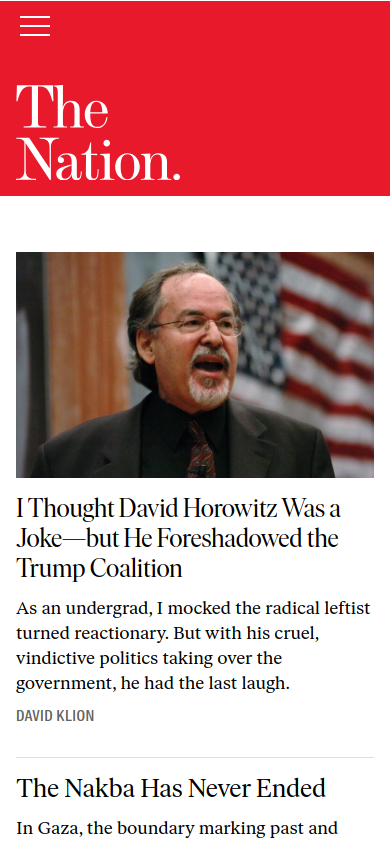 The
Nation.
I Thought David Horowitz Was a
Joke—but He Foreshadowed the
Trump Coalition
As an undergrad, I mocked the radical leftist
turned reactionary. But with his cruel,
vindictive politics taking over the
government, he had the last laugh.
DAVID KLION
The Nakba Has Never Ended
In Gaza, the boundary marking past and